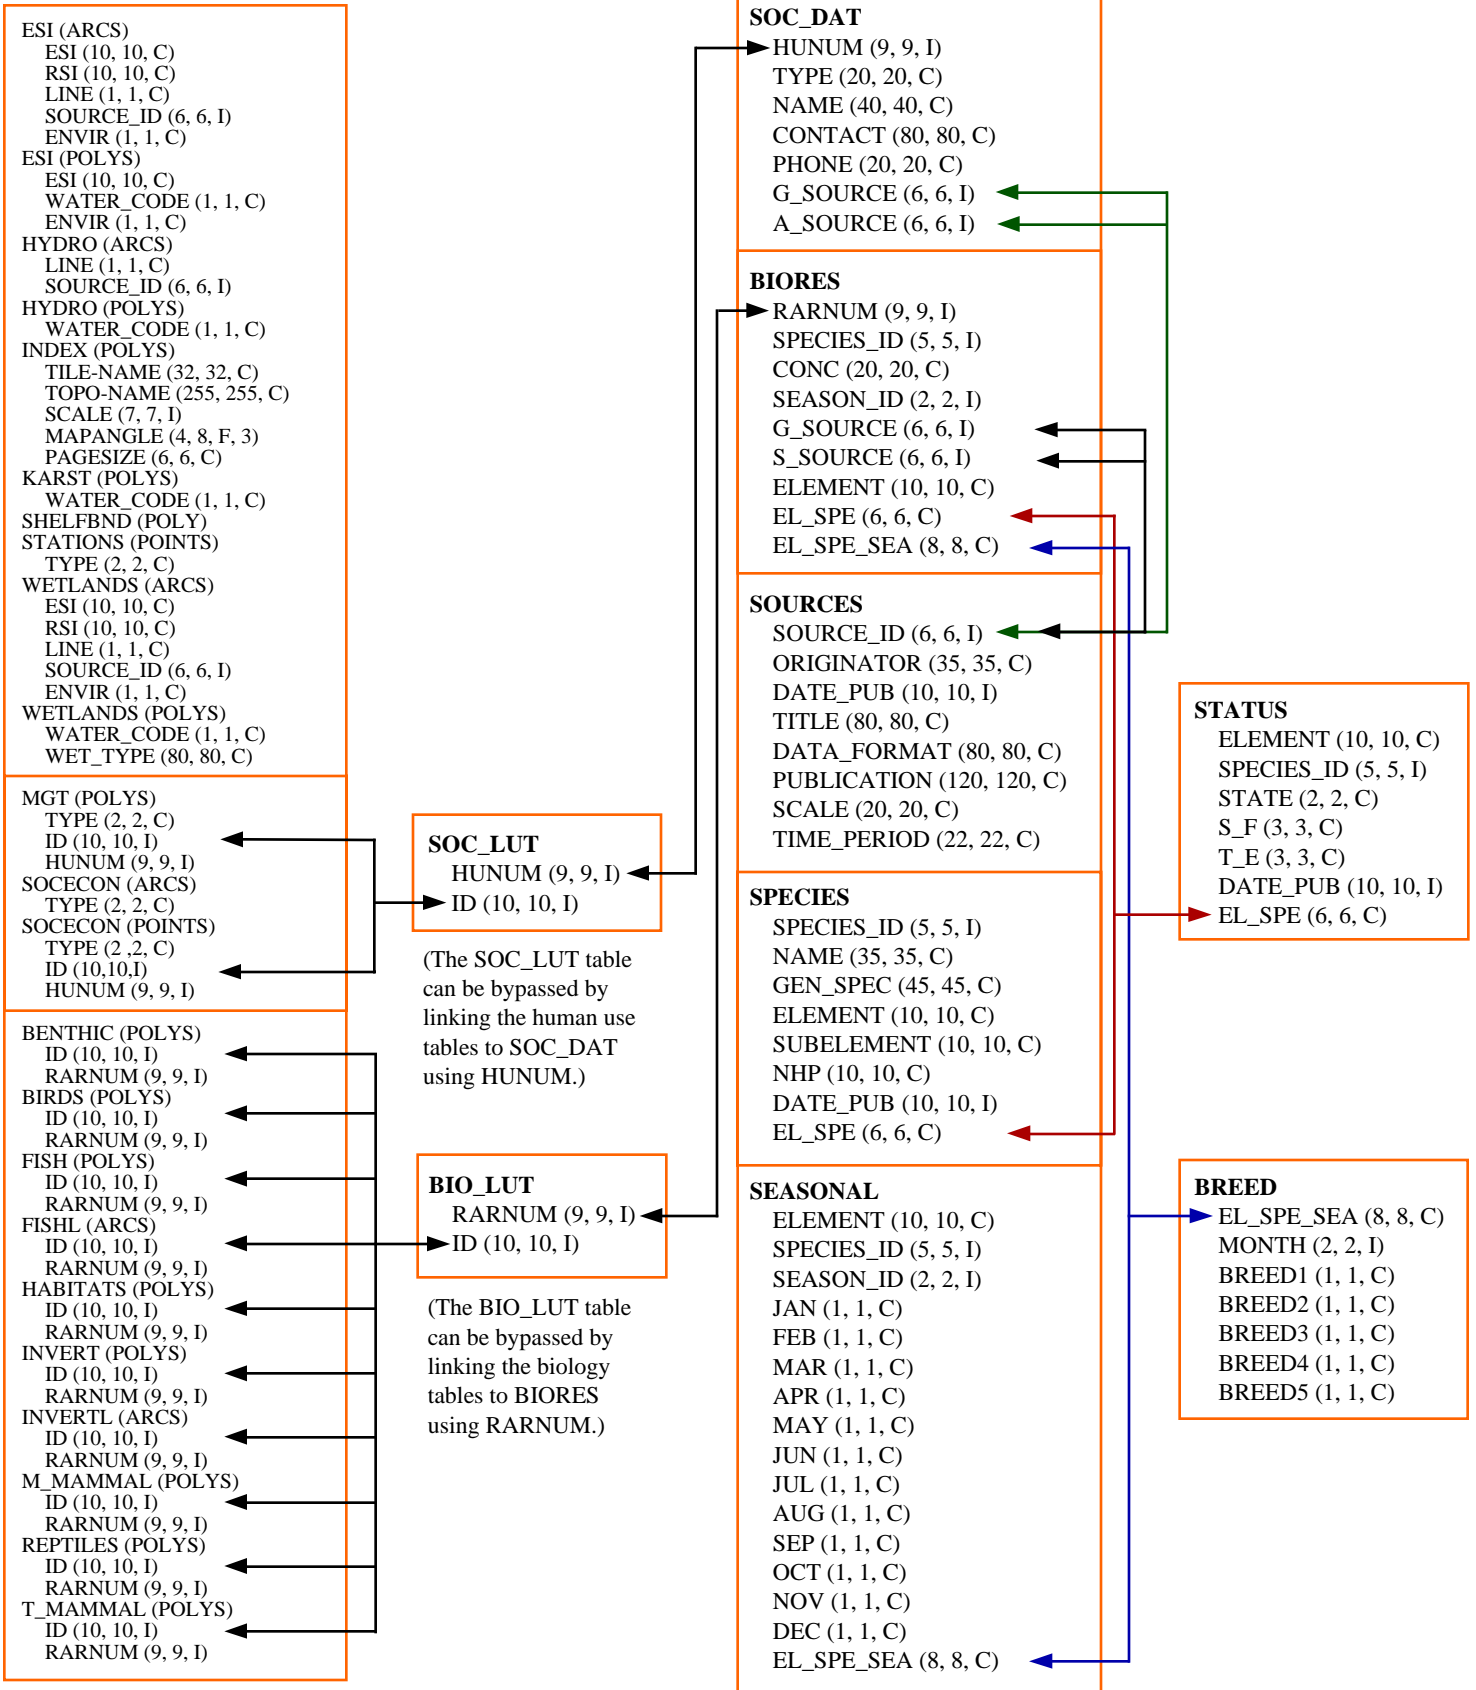 ESI (ARCS)
ESI (10, 10, C)
RSI (10, 10, C)
LINE (1, 1, C)
SOURCE_ID (6, 6, I)
ENVIR (1, 1, C)
ESI (POLYS)
ESI (10, 10, C)
WATER_CODE (1, 1, C)
ENVIR (1, 1, C)
HYDRO (ARCS)
LINE (1, 1, C)
SOURCE_ID (6, 6, I)
HYDRO (POLYS)
WATER_CODE (1, 1, C)
INDEX (POLYS)
TILE-NAME (32, 32, C)
TOPO-NAME (255, 255, C)
SCALE (7, 7, I)
MAPANGLE (4, 8, F, 3)
PAGESIZE (6, 6, C)
KARST (POLYS)
WATER_CODE (1, 1, C)
SHELFBND (POLY)
STATIONS (POINTS)
TYPE (2, 2, C)
WETLANDS (ARCS)
ESI (10, 10, C)
RSI (10, 10, C)
LINE (1, 1, C)
SOURCE_ID (6, 6, I)
ENVIR (1, 1, C)
WETLANDS (POLYS)
WATER_CODE (1, 1, C)
WET_TYPE (80, 80, C)
MGT (POLYS)
TYPE (2, 2, C)
ID (10, 10, I)
HUNUM (9, 9, I)
SOCECON (ARCS)
TYPE (2, 2, C)
SOCECON (POINTS)
TYPE (2 ,2, C)
ID (10,10,I)
HUNUM (9, 9, I)
BENTHIC (POLYS)
ID (10, 10, I)
RARNUM (9, 9, I)
BIRDS (POLYS)
ID (10, 10, I)
RARNUM (9, 9, I)
FISH (POLYS)
ID (10, 10, I)
RARNUM (9, 9, I)
FISHL (ARCS)
ID (10, 10, I)
RARNUM (9, 9, I)
HABITATS (POLYS)
ID (10, 10, I)
RARNUM (9, 9, I)
INVERT (POLYS)
ID (10, 10, I)
RARNUM (9, 9, I)
INVERTL (ARCS)
ID (10, 10, I)
RARNUM (9, 9, I)
M_MAMMAL (POLYS)
ID (10, 10, I)
RARNUM (9, 9, I)
REPTILES (POLYS)
ID (10, 10, I)
RARNUM (9, 9, I)
T_MAMMAL (POLYS)
ID (10, 10, I)
RARNUM (9, 9, I)
SOC_LUT
HUNUM (9, 9, I)
ID (10, 10, I)
(The SOC_LUT table
can be bypassed by
linking the human use
tables to SOC_DAT
using HUNUM.)
BIO_LUT
RARNUM (9, 9, I)
ID (10, 10, I)
(The BIO_LUT table
can be bypassed by
linking the biology
tables to BIORES
using RARNUM.)
SOC_DAT
HUNUM (9, 9, I)
TYPE (20, 20, C)
NAME (40, 40, C)
CONTACT (80, 80, C)
PHONE (20, 20, C)
G_SOURCE (6, 6, I)
A_SOURCE (6, 6, I)
BIORES
RARNUM (9, 9, I)
SPECIES_ID (5, 5, I)
CONC (20, 20, C)
SEASON_ID (2, 2, I)
G_SOURCE (6, 6, I)
S_SOURCE (6, 6, I)
ELEMENT (10, 10, C)
EL_SPE (6, 6, C)
EL_SPE_SEA (8, 8, C)
SOURCES
SOURCE_ID (6, 6, I)
ORIGINATOR (35, 35, C)
DATE_PUB (10, 10, I)
TITLE (80, 80, C)
DATA_FORMAT (80, 80, C)
PUBLICATION (120, 120, C)
SCALE (20, 20, C)
TIME_PERIOD (22, 22, C)
SPECIES
SPECIES_ID (5, 5, I)
NAME (35, 35, C)
GEN_SPEC (45, 45, C)
ELEMENT (10, 10, C)
SUBELEMENT (10, 10, C)
NHP (10, 10, C)
DATE_PUB (10, 10, I)
EL_SPE (6, 6, C)
SEASONAL
ELEMENT (10, 10, C)
SPECIES_ID (5, 5, I)
SEASON_ID (2, 2, I)
JAN (1, 1, C)
FEB (1, 1, C)
MAR (1, 1, C)
APR (1, 1, C)
MAY (1, 1, C)
JUN (1, 1, C)
JUL (1, 1, C)
AUG (1, 1, C)
SEP (1, 1, C)
OCT (1, 1, C)
NOV (1, 1, C)
DEC (1, 1, C)
EL_SPE_SEA (8, 8, C)
STATUS
ELEMENT (10, 10, C)
SPECIES_ID (5, 5, I)
STATE (2, 2, C)
S_F (3, 3, C)
T_E (3, 3, C)
DATE_PUB (10, 10, I)
EL_SPE (6, 6, C)
BREED
EL_SPE_SEA (8, 8, C)
MONTH (2, 2, I)
BREED1 (1, 1, C)
BREED2 (1, 1, C)
BREED3 (1, 1, C)
BREED4 (1, 1, C)
BREED5 (1, 1, C)